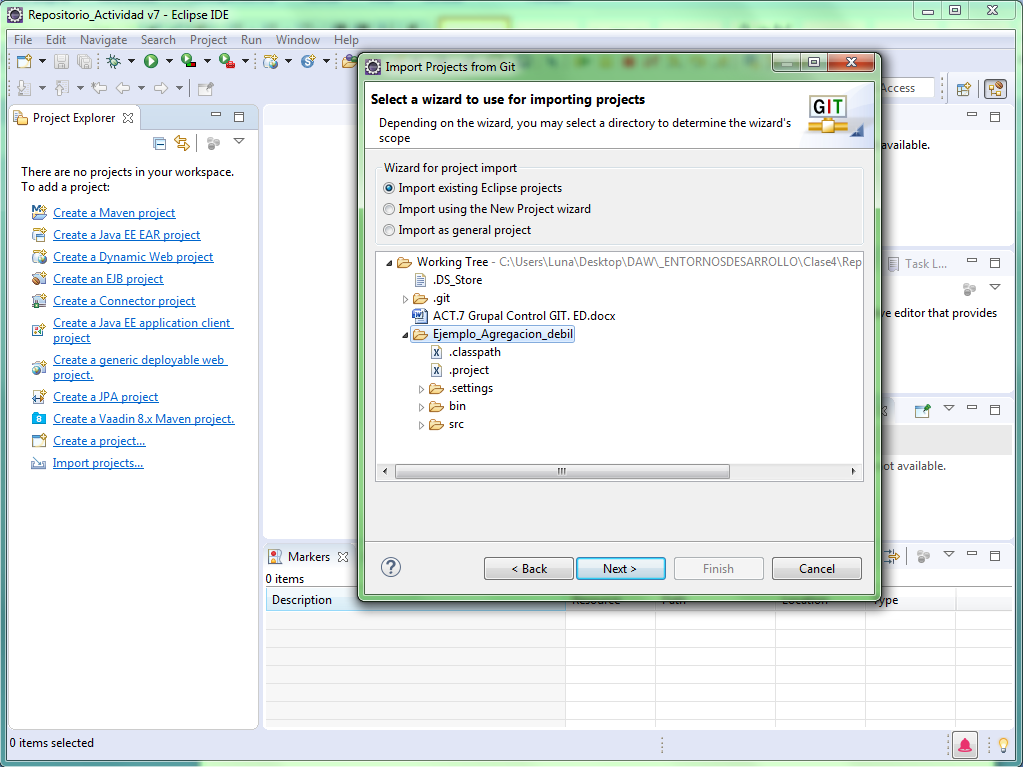 Repositorio_Actividad v7 - Eclipse IDE
File Edit Navigate Search Project Run Window Help
Access
Project Explorer
There are no projects in your workspace.
To add a project:
Create a Maven project
Create a Java EE EAR project
Create a Dynamic Web project
Create an EJB project
Create a Connector project
Create a Java EE application client
project
Create a generic deployable web
project.
Create a JPA project
Create a Vaadin 8.x Maven project.
Create a project...
Import projects...
Import Projects from Git
Select a wizard to use for importing projects
Depending on the wizard, you may select a directory to determine the wizard's
scope
GIT
Wizard for project import
Import existing Eclipse projects
Import using the New Project wizard
Import as general project
Working Tree - C:\Users\Luna\Desktop\DAW\_ENTORNOSDESARROLLO\Clase4\Rep
.DS_Store
.git
ACT.7 Grupal Control GIT. ED.docx
Ejemplo_Agregacion_debil
.classpath
.project
.settings
bin
src
< Back Next > Finish Cancel
available.
Task L...
ve editor that provides
ot available.
Markers
0 items
Description Resource Path Location Type
0 items selected